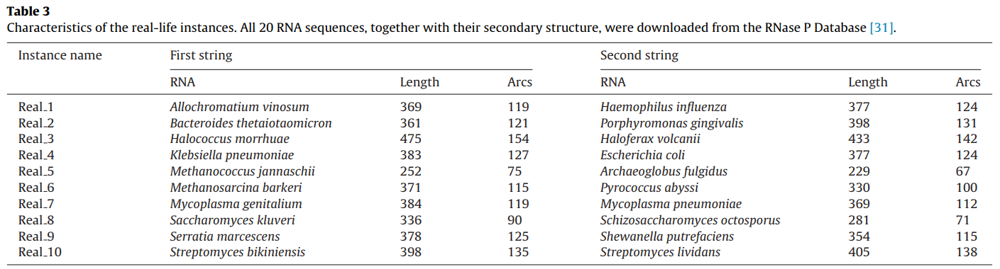 Table 3
Characteristics of the real-life instances. All 20 RNA sequences, together with their secondary structure, were downloaded from the RNase P Database [31].
Instance name First string Second string
RNA Length Arcs RNA Length Arcs
Real_1 Allochromatium vinosum 369 119 Haemophilus influenza 377 124
Real_2 Bacteroides thetaiotaomicron 361 121 Porphyromonas gingivalis 398 131
Real_3 Halococcus morrhuae 475 154 Haloferax volcanii 433 142
Real_4 Klebsiella pneumoniae 383 127 Escherichia coli 377 124
Real_5 Methanococcus jannaschii 252 75 Archaeoglobus fulgidus 229 67
Real_6 Methanosarcina barkeri 371 115 Pyrococcus abyssi 330 100
Real_7 Mycoplasma genitalium 384 119 Mycoplasma pneumoniae 369 112
Real_8 Saccharomyces kluveri 336 90 Schizosaccharomyces octosporus 281 71
Real_9 Serratia marcescens 378 125 Shewanella putrefaciens 354 115
Real_10 Streptomyces bikiniensis 398 135 Streptomyces lividans 405 138